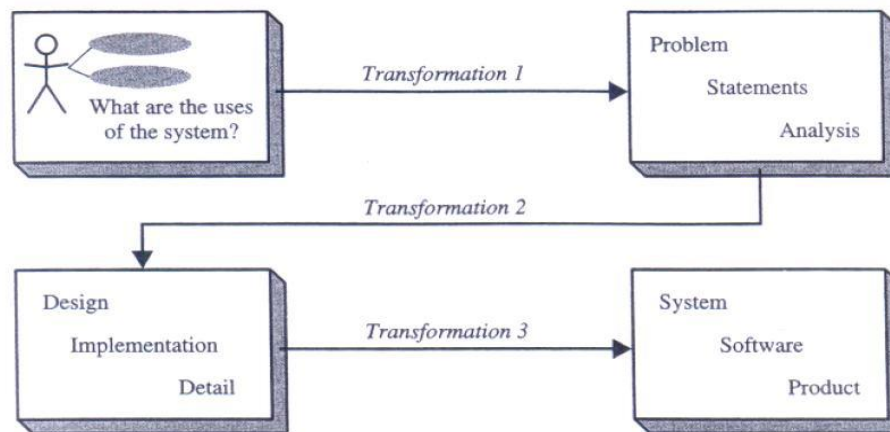 What are the uses
of the system?
Transformation 1
Problem
Statements
Analysis
Transformation 2
Design
Implementation
Detail
Transformation 3
System
Software
Product